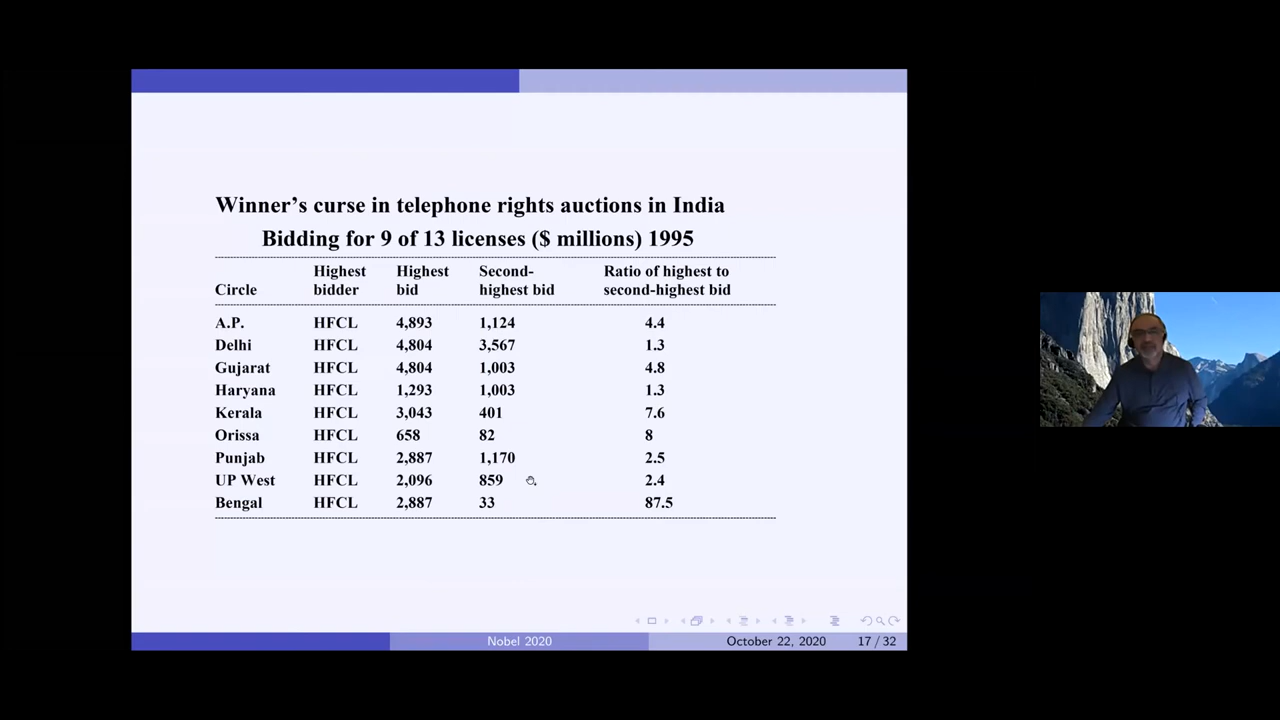 Winner's curse in telephone rights auctions in India
Bidding for 9 of 13 licenses ($ millions) 1995
Circle Highest bidder Highest bid Second-highest bid Ratio of highest to second-highest bid
A.P. HFCL 4,893 1,124 4.4
Delhi HFCL 4,804 3,567 1.3
Gujarat HFCL 4,804 1,003 4.8
Haryana HFCL 1,293 1,003 1.3
Kerala HFCL 3,043 401 7.6
Orissa HFCL 658 82 8
Punjab HFCL 2,887 1,170 2.5
UP West HFCL 2,096 859 2.4
Bengal HFCL 2,887 33 87.5
Nobel 2020 October 22, 2020 17 / 32